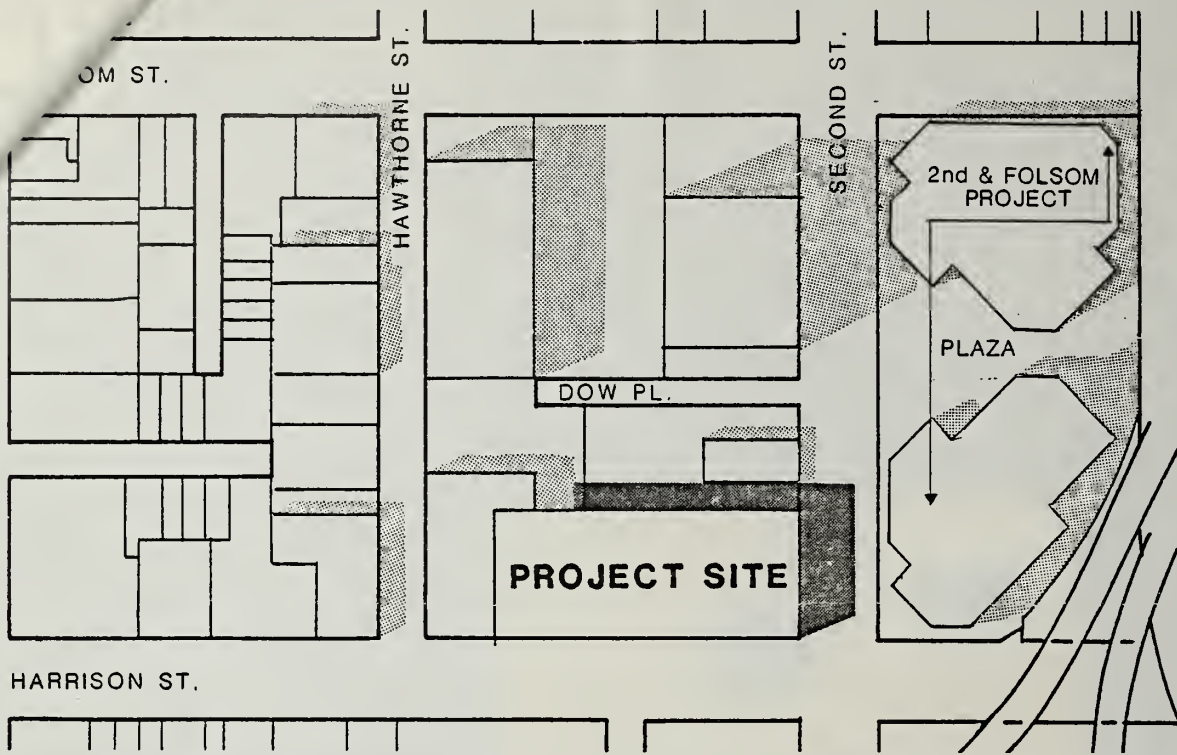 OM ST.
HAWTHORNE ST.
SECOND ST.
2nd & FOLSOM
PROJECT
PLAZA
DOW PL.
PROJECT SITE
HARRISON ST.